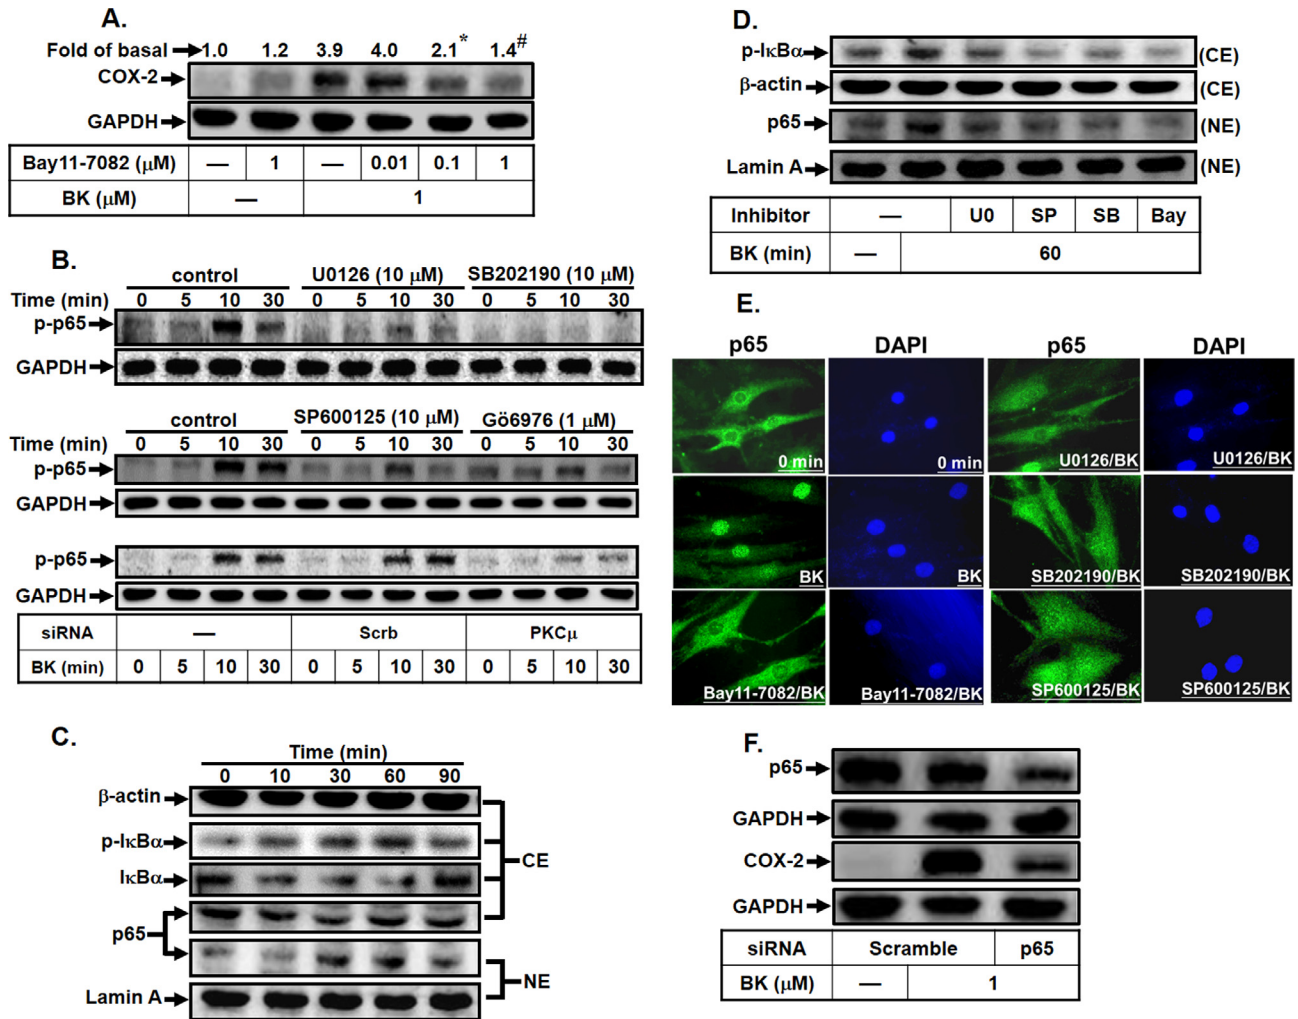 A.
Fold of basal 1.0 1.2 3.9 4.0 2.1* 1.4#
COX-2
GAPDH
Bay11-7082 (μM) — 1 — 0.01 0.1 1
BK (μM) — 1
B.
control U0126 (10 μM) SB202190 (10 μM)
Time (min) 0 5 10 30 0 5 10 30 0 5 10 30
p-p65
GAPDH
control SP600125 (10 μM) Gö6976 (1 μM)
Time (min) 0 5 10 30 0 5 10 30 0 5 10 30
p-p65
GAPDH
p-p65
GAPDH
siRNA — Scrb PKCμ
BK (min) 0 5 10 30 0 5 10 30 0 5 10 30
C.
Time (min)
0 10 30 60 90
β-actin
p-IκBα
IκBα
CE
p65
NE
Lamin A
D.
p-IκBα (CE)
β-actin (CE)
p65 (NE)
Lamin A (NE)
Inhibitor — U0 SP SB Bay
BK (min) — 60
E.
p65 DAPI p65 DAPI
0 min 0 min U0126/BK U0126/BK
BK BK SB202190/BK SB202190/BK
Bay11-7082/BK Bay11-7082/BK SP600125/BK SP600125/BK
F.
p65
GAPDH
COX-2
GAPDH
siRNA Scramble p65
BK (μM) — 1